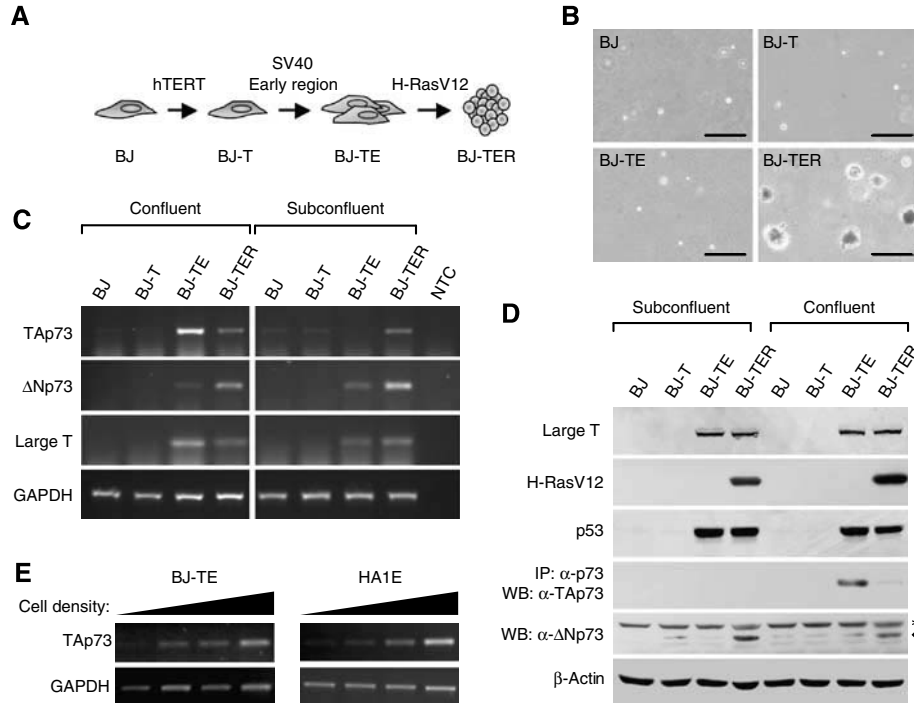 A
hTERT
SV40
Early region
H-RasV12
BJ
BJ-T
BJ-TE
BJ-TER
B
BJ
BJ-T
BJ-TE
BJ-TER
C
Confluent
Subconfluent
BJ
BJ-T
BJ-TE
BJ-TER
BJ
BJ-T
BJ-TE
BJ-TER
NTC
TAp73
ΔNp73
Large T
GAPDH
D
Subconfluent
Confluent
BJ
BJ-T
BJ-TE
BJ-TER
BJ
BJ-T
BJ-TE
BJ-TER
Large T
H-RasV12
p53
IP: α-p73
WB: α-TAp73
WB: α-ΔNp73
*
β-Actin
E
BJ-TE
HA1E
Cell density:
TAp73
GAPDH